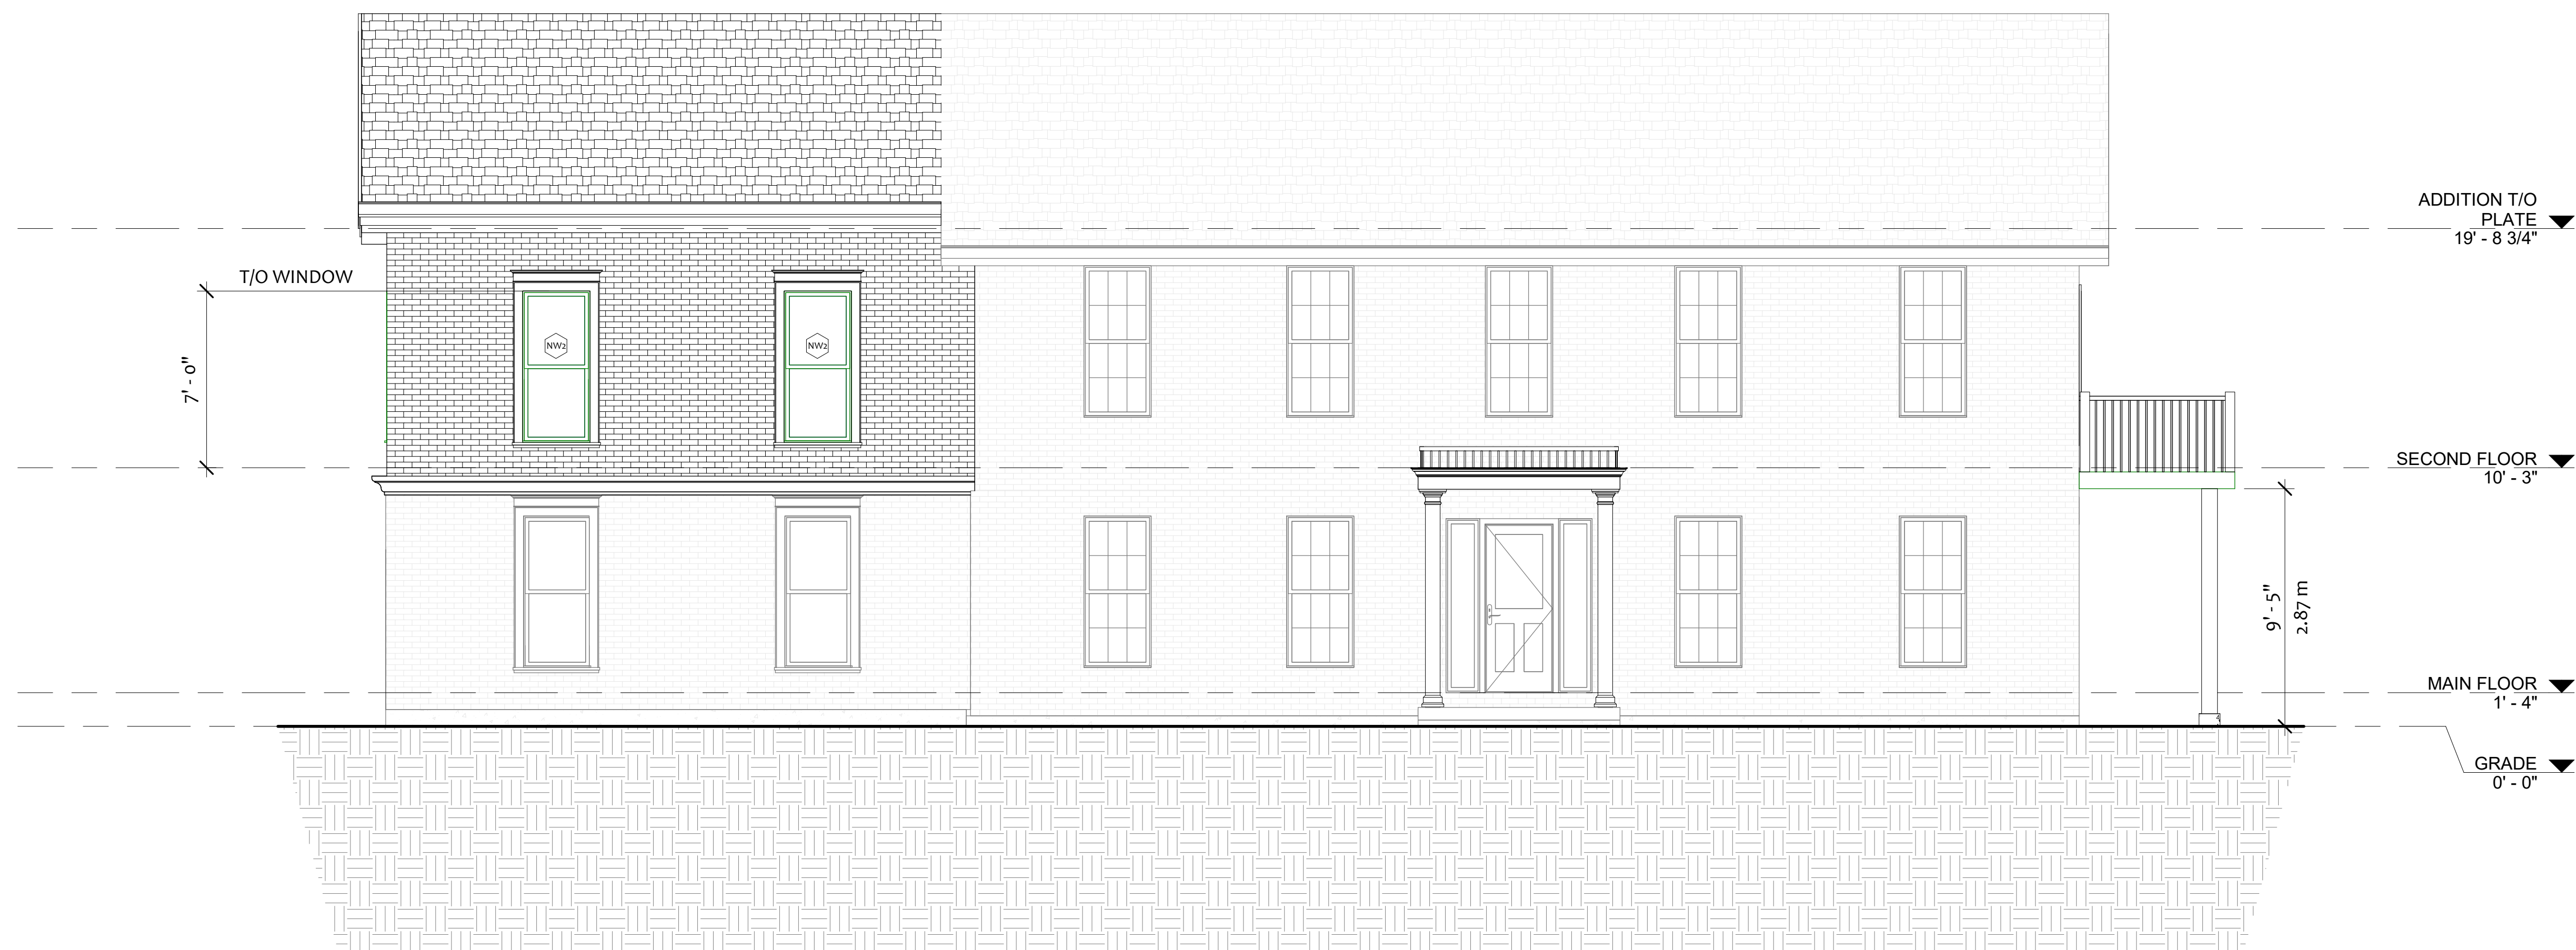 ADDITION T/O
PLATE
19' - 8 3/4"
T/O WINDOW
7' - 0"
NW2
NW2
SECOND FLOOR
10' - 3"
9' - 5"
2.87 m
MAIN FLOOR
1' - 4"
GRADE
0' - 0"